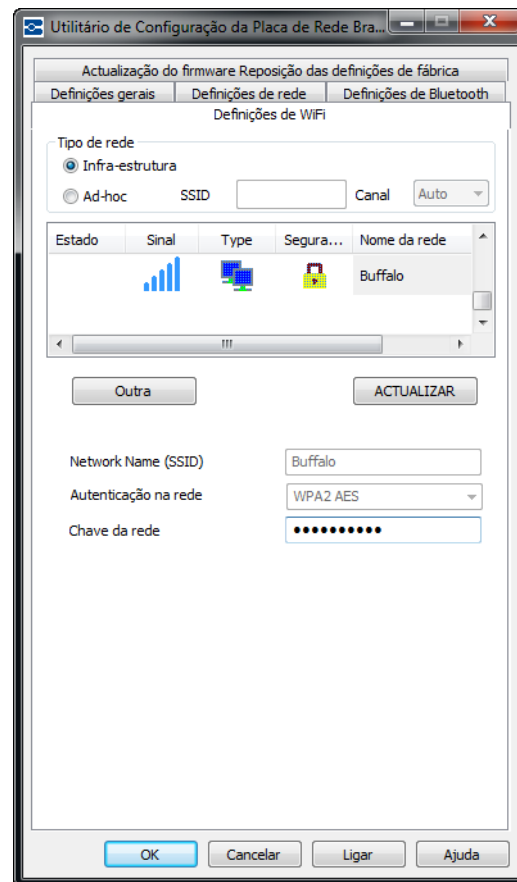 Utilitário de Configuração da Placa de Rede Bra...
Actualização do firmware Reposição das definições de fábrica
Definições gerais Definições de rede Definições de Bluetooth
Definições de WiFi
Tipo de rede
Infra-estrutura
Ad-hoc SSID Canal Auto
Estado Sinal Type Segura... Nome da rede
Buffalo
Outra ACTUALIZAR
Network Name (SSID) Buffalo
Autenticação na rede WPA2 AES
Chave da rede ●●●●●●●●●●
OK Cancelar Ligar Ajuda